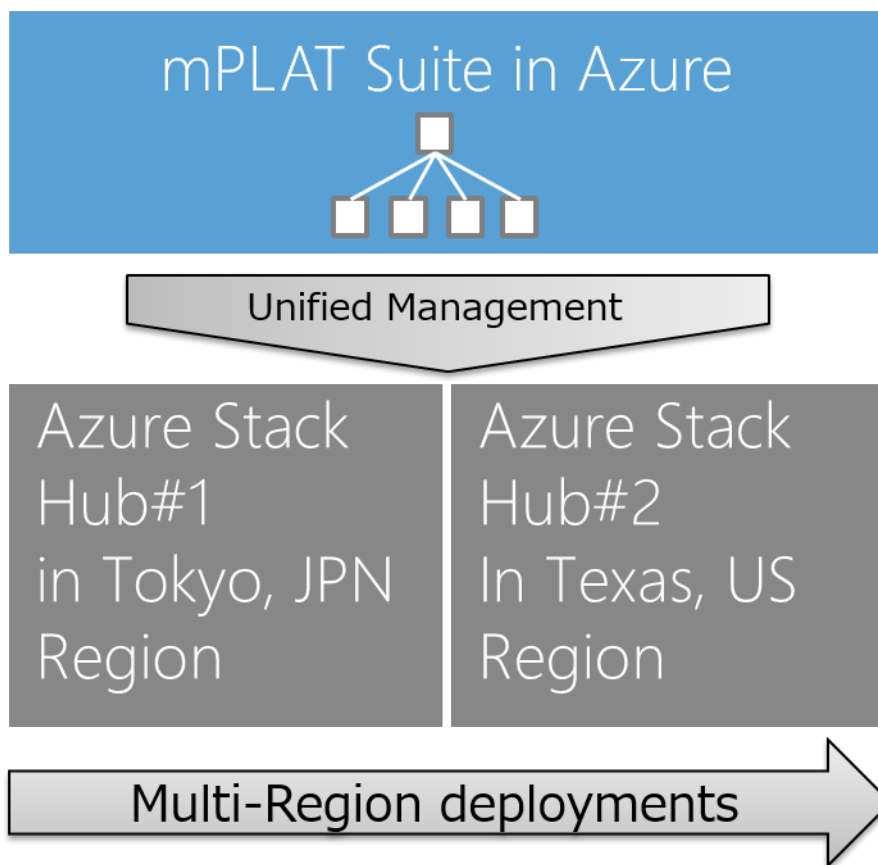 mPLAT Suite in Azure
Unified Management
Azure Stack
Hub#1
in Tokyo, JPN
Region
Azure Stack
Hub#2
In Texas, US
Region
Multi-Region deployments